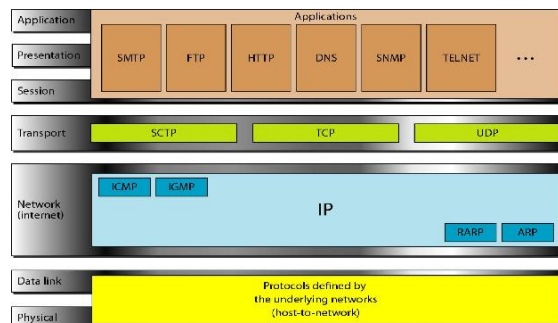 Application
Applications
Presentation
SMTP FTP HTTP DNS SNMP TELNET ...
Session
Transport
SCTP TCP UDP
ICMP IGMP
Network
(internet)
IP
RARP ARP
Data link
Protocols defined by
the underlying networks
(host-to-network)
Physical